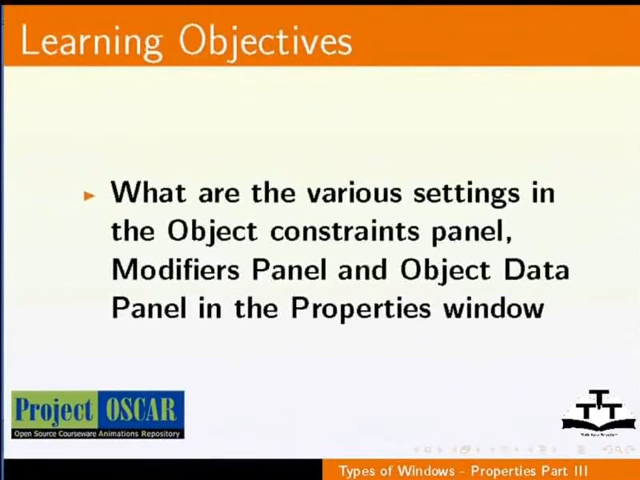 Learning Objectives
What are the various settings in
the Object constraints panel,
Modifiers Panel and Object Data
Panel in the Properties window
Project OSCAR
Open Source Courseware Animations Repository
Types of Windows - Properties Part III